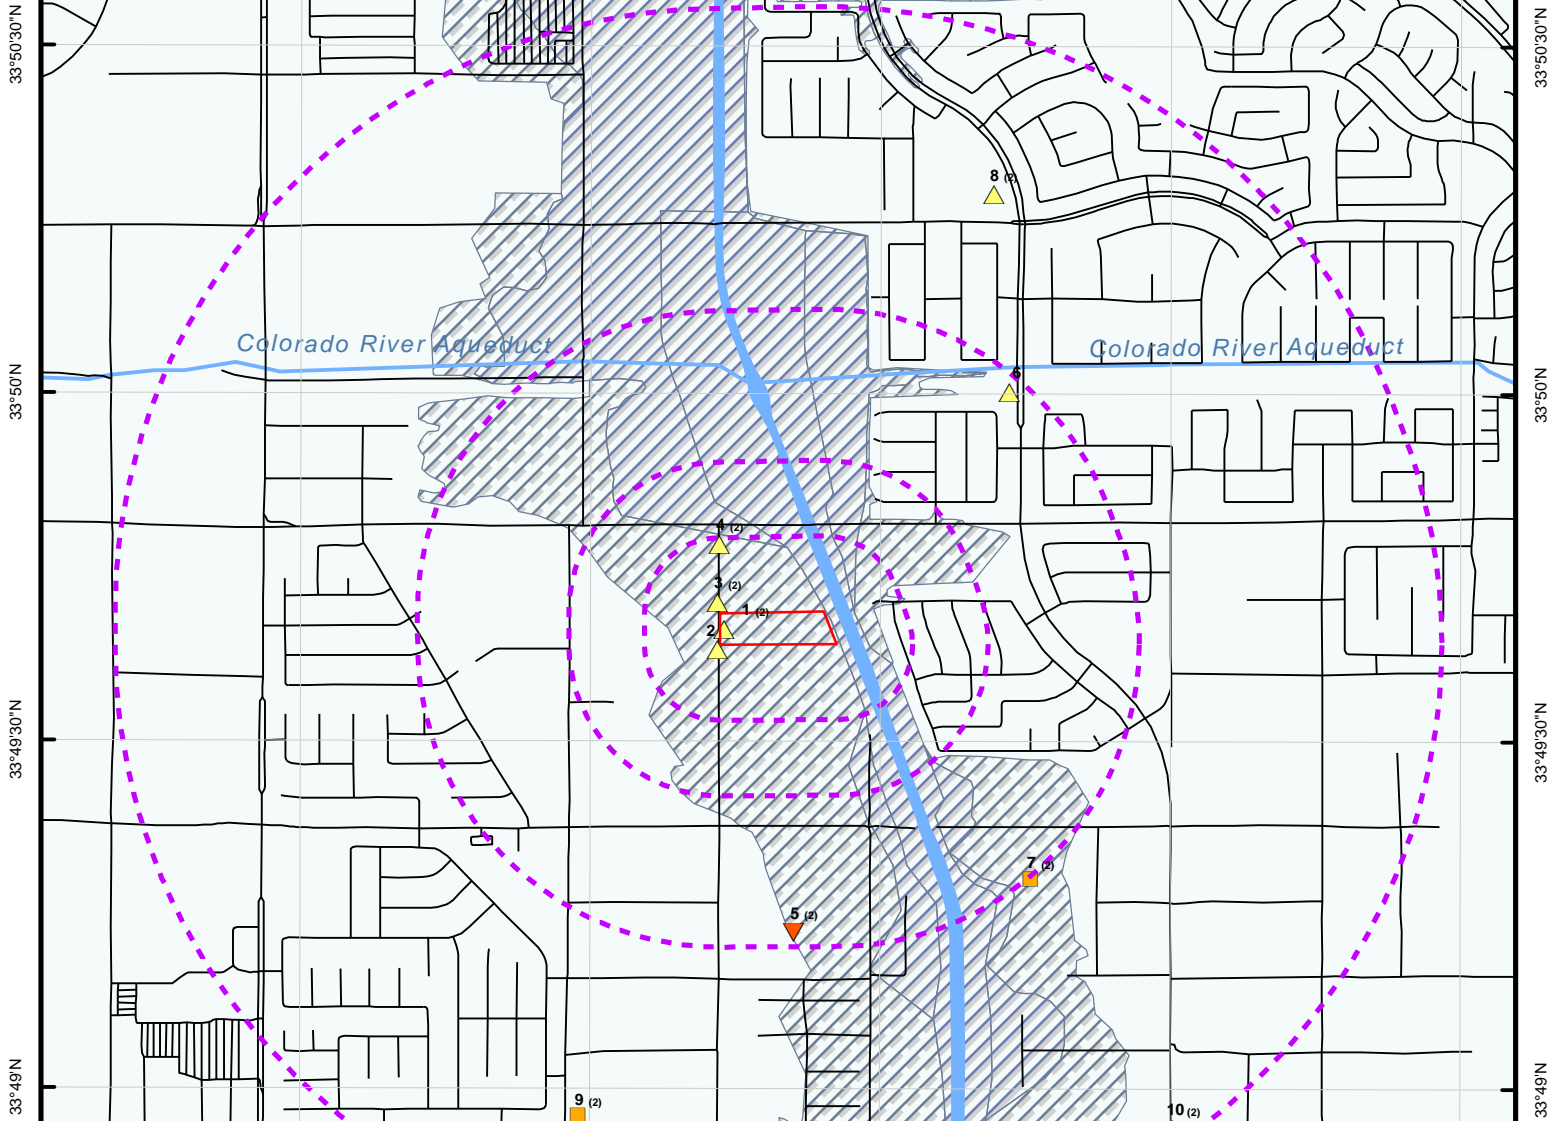 33°50'30"N
33°50'30"N
8 (2)
Colorado River Aqueduct
Colorado River Aqueduct
6
33°50'N
33°50'N
4 (2)
3 (2)
1 (2)
2
33°49'30"N
33°49'30"N
7 (2)
5 (2)
33°49'N
33°49'N
9 (2)
10 (2)